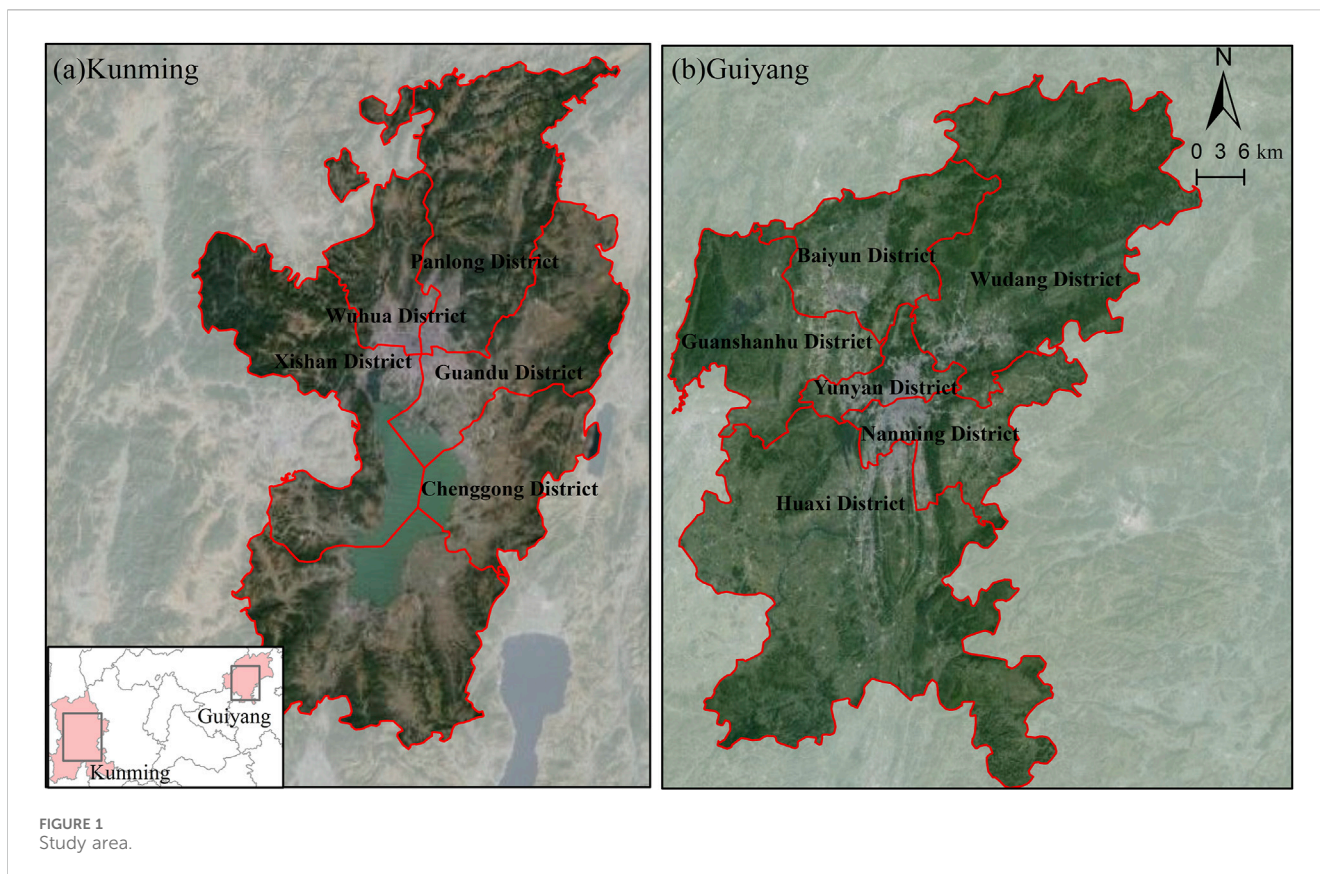 (a)Kunming
Panlong District
Wuhua District
Xishan District
Guandu District
Chenggong District
Guiyang
Kunming
(b)Guiyang
N
0 3 6 km
Baiyun District
Wudang District
Guanshanhu District
Yunyan District
Nanming District
Huaxi District
FIGURE 1
Study area.